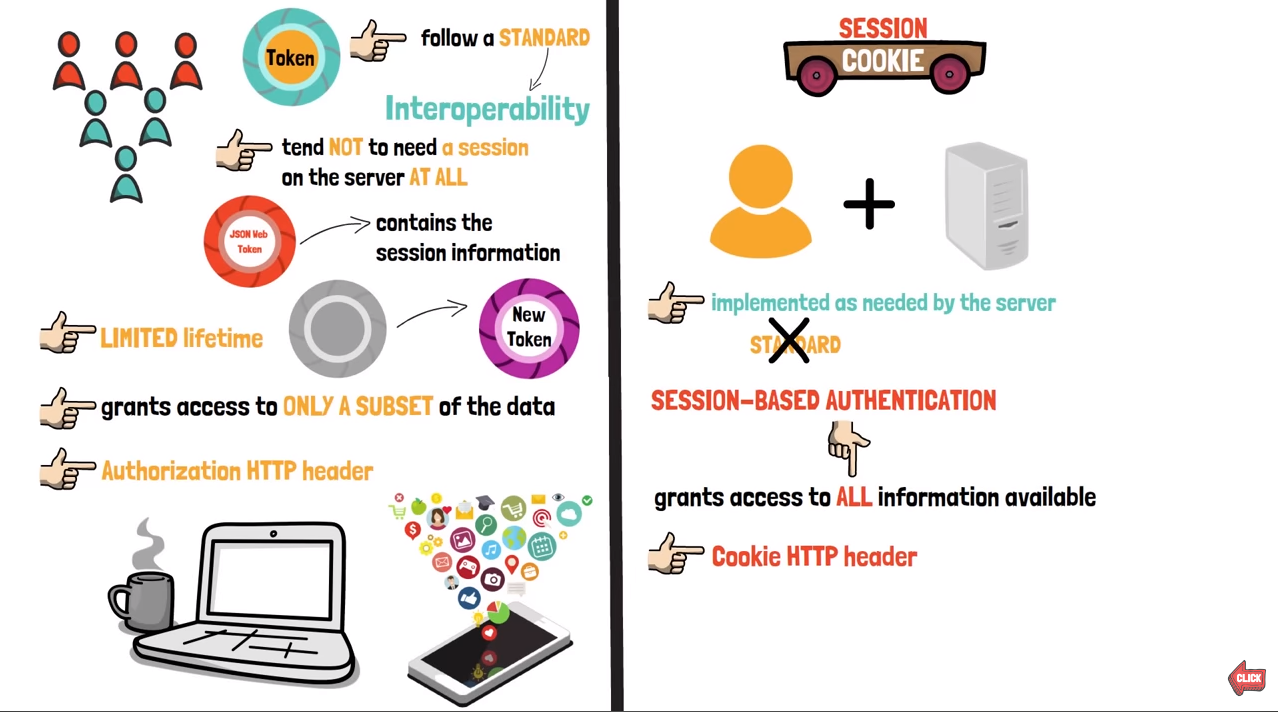 Token
follow a STANDARD
Interoperability
tend NOT to need a session
on the server AT ALL
JSON Web
Token
contains the
session information
LIMITED lifetime
New
Token
grants access to ONLY A SUBSET of the data
Authorization HTTP header
SESSION
COOKIE
implemented as needed by the server
STANDARD
SESSION-BASED AUTHENTICATION
grants access to ALL information available
Cookie HTTP header
CLICK